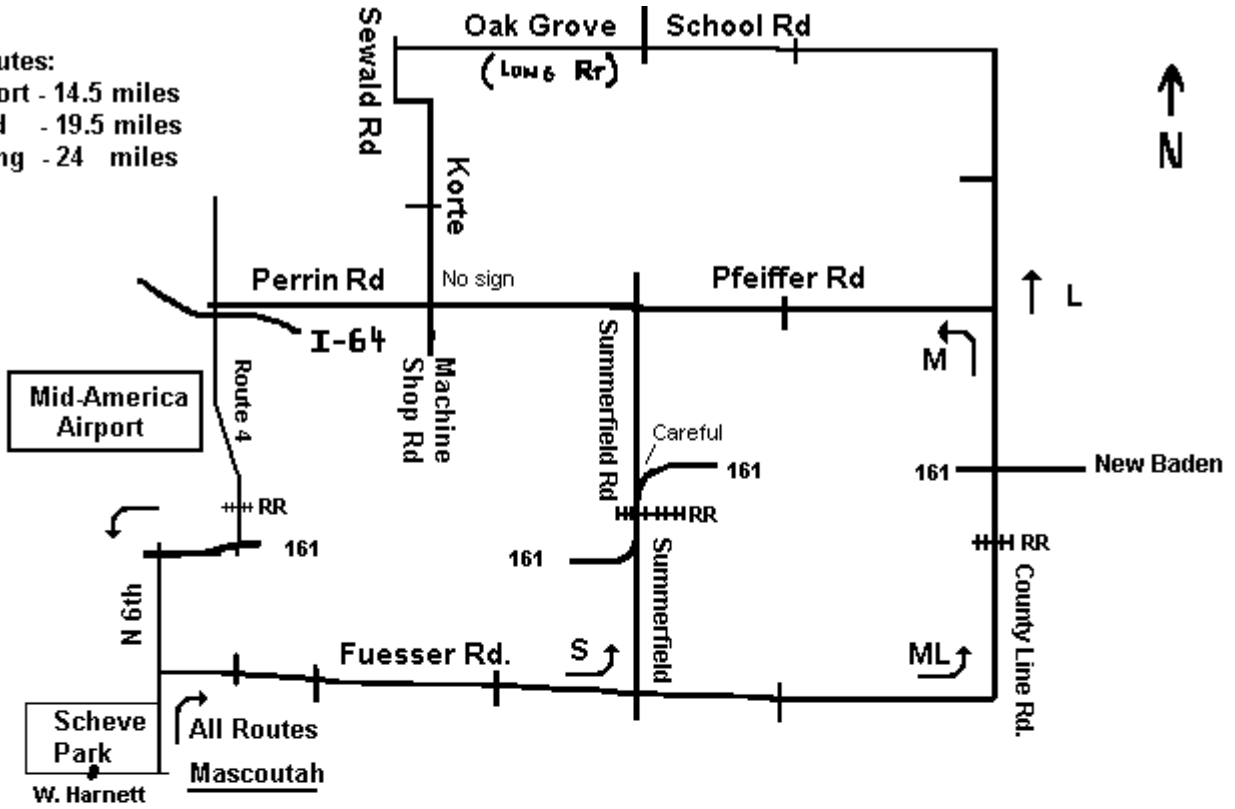 utes:
ort - 14.5 miles
d - 19.5 miles
ng - 24 miles
Sewald Rd
Oak Grove School Rd
(Long Rt)
N
Korte
Perrin Rd
No sign
Pfeiffer Rd
L
I-64
M
Mid-America
Airport
Route 4
Machine
Shop Rd
Summerfield Rd
Careful
161
161
New Baden
RR
RR
RR
161
161
N 6th
Summerfield
County Line Rd.
Fuesser Rd.
S
ML
Scheve
Park
All Routes
Mascoutah
W. Harnett